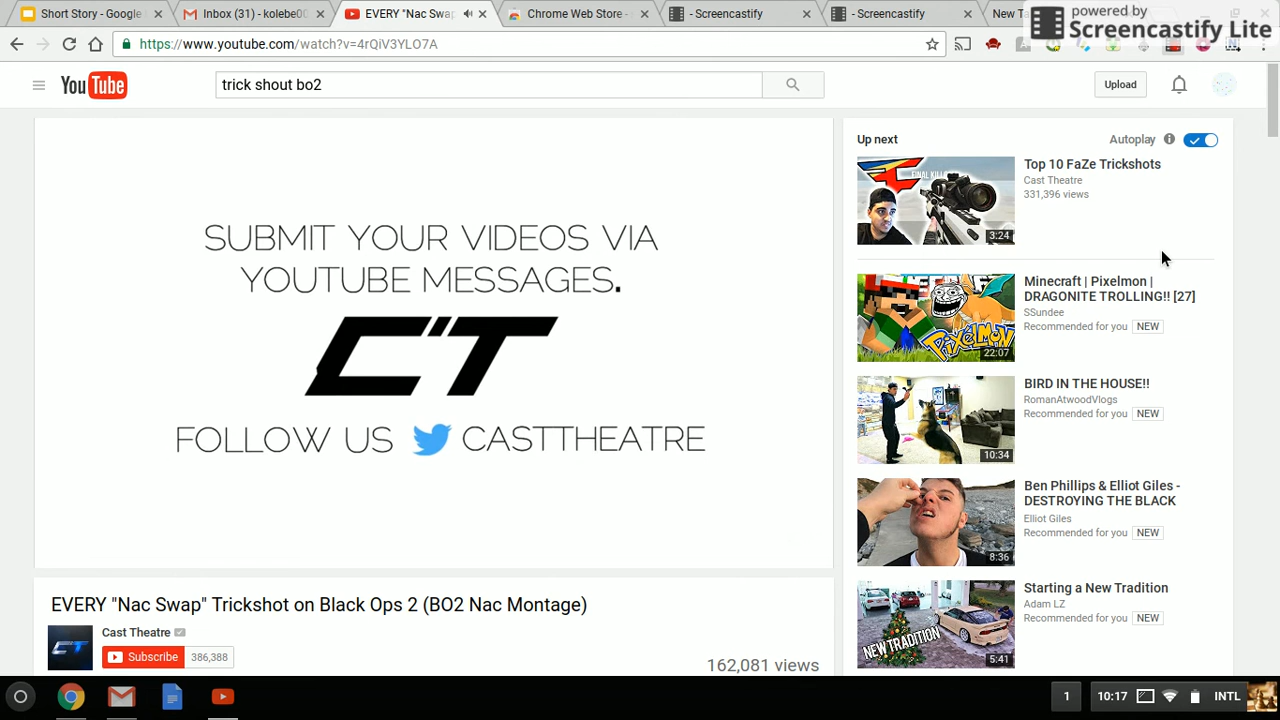 Short Story - Google
Inbox (31) - kolebe00
EVERY "Nac Swap"
Chrome Web Store -
- Screencastify
- Screencastify
New Ta
powered by
Screencastify Lite
https://www.youtube.com/watch?v=4rQiV3YLO7A
YouTube
trick shout bo2
Upload
SUBMIT YOUR VIDEOS VIA
YOUTUBE MESSAGES.
CT
FOLLOW US CASTTHEATRE
EVERY "Nac Swap" Trickshot on Black Ops 2 (BO2 Nac Montage)
CT
Cast Theatre
Subscribe 386,388
162,081 views
Up next
Autoplay
FINAL KILL
3:24
Top 10 FaZe Trickshots
Cast Theatre
331,396 views
PIXELMON
22:07
Minecraft | Pixelmon |
DRAGONITE TROLLING!! [27]
SSundee
Recommended for you NEW
10:34
BIRD IN THE HOUSE!!
RomanAtwoodVlogs
Recommended for you NEW
8:36
Ben Phillips & Elliot Giles -
DESTROYING THE BLACK
Elliot Giles
Recommended for you NEW
NEW TRADITION
5:41
Starting a New Tradition
Adam LZ
Recommended for you NEW
1
10:17
INTL